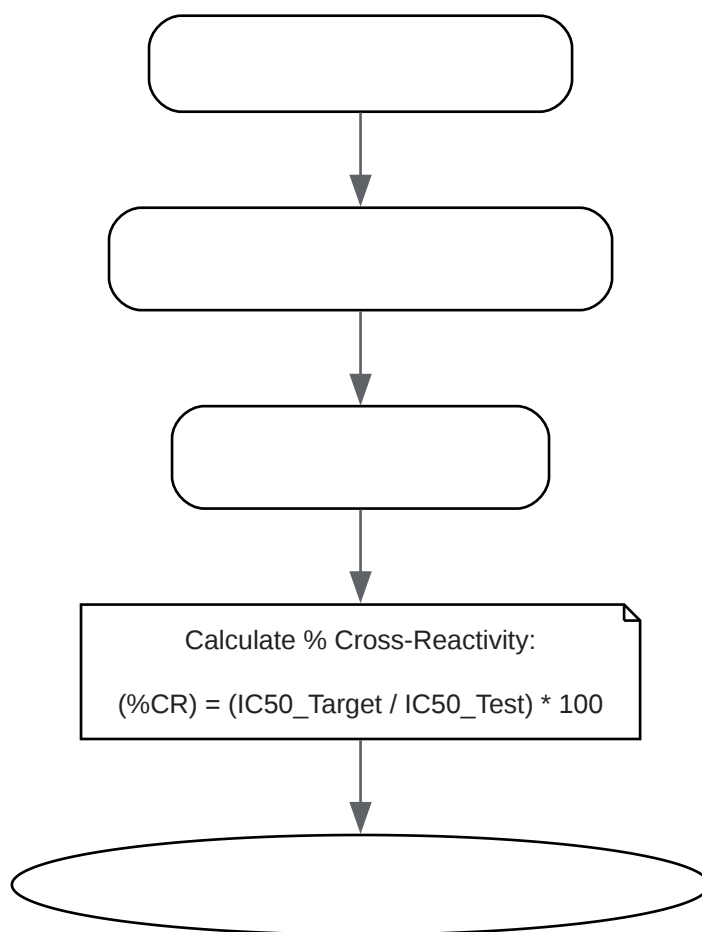 Calculate % Cross-Reactivity:
(%CR) = (IC50_Target / IC50_Test) * 100